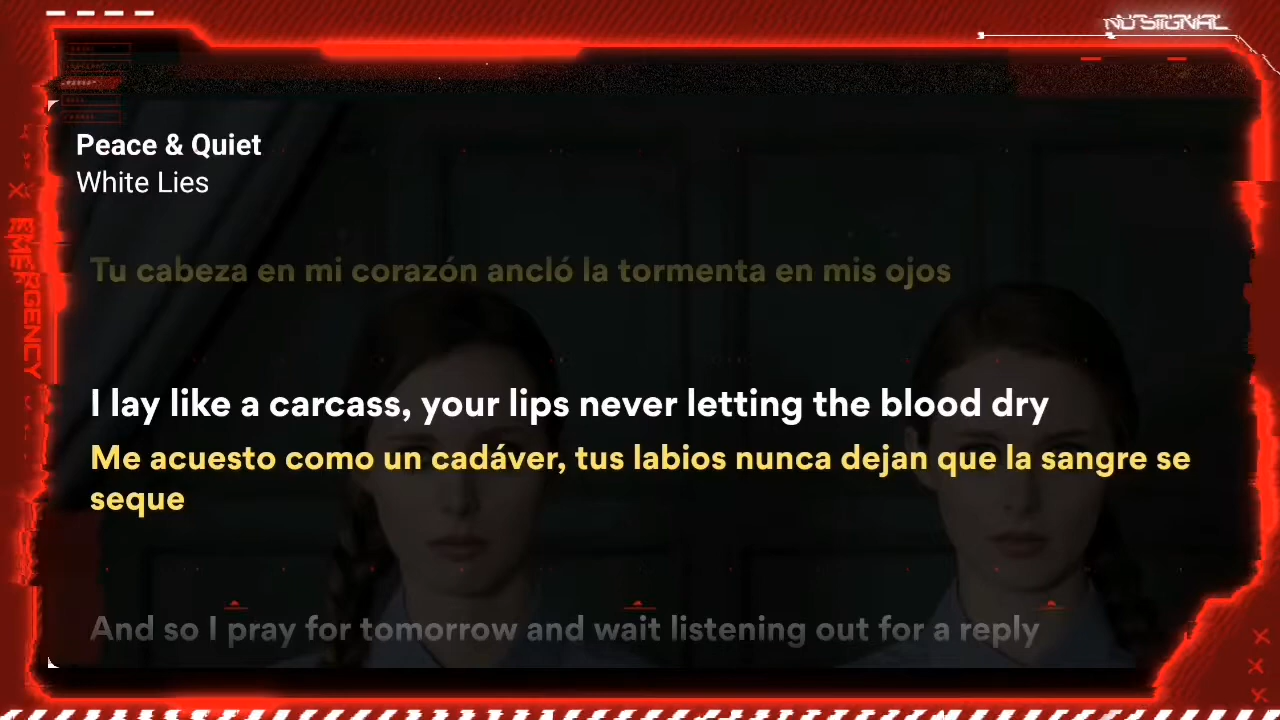 NO SIGNAL
Peace & Quiet
White Lies
Tu cabeza en mi corazón ancló la tormenta en mis ojos
I lay like a carcass, your lips never letting the blood dry
Me acuesto como un cadáver, tus labios nunca dejan que la sangre se
seque
And so I pray for tomorrow and wait listening out for a reply
EMERGENCY